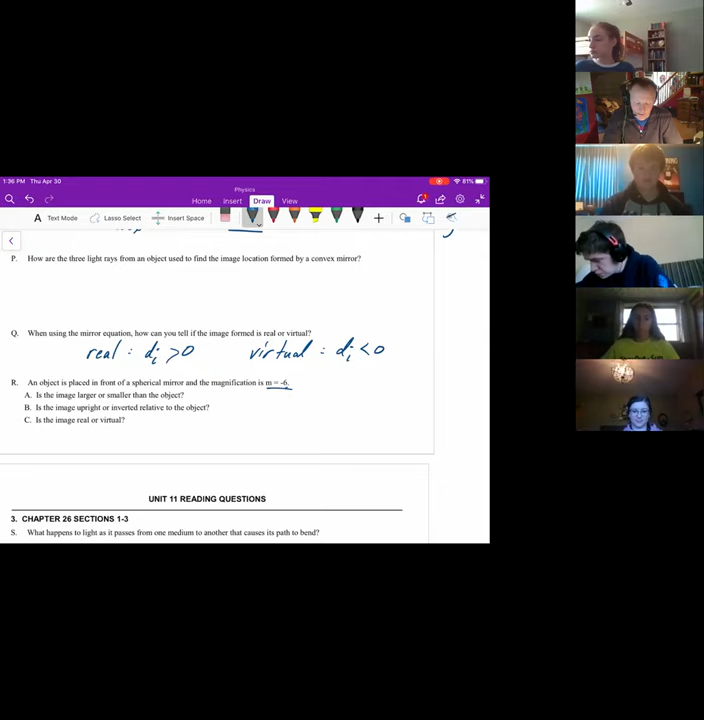 1:36 PM Thu Apr 30
81%
Physics
Home Insert Draw View
Text Mode Lasso Select Insert Space
P. How are the three light rays from an object used to find the image location formed by a convex mirror?
Q. When using the mirror equation, how can you tell if the image formed is real or virtual?
real : di >0 virtual : di <0
R. An object is placed in front of a spherical mirror and the magnification is m = -6.
A. Is the image larger or smaller than the object?
B. Is the image upright or inverted relative to the object?
C. Is the image real or virtual?
UNIT 11 READING QUESTIONS
3. CHAPTER 26 SECTIONS 1-3
S. What happens to light as it passes from one medium to another that causes its path to bend?